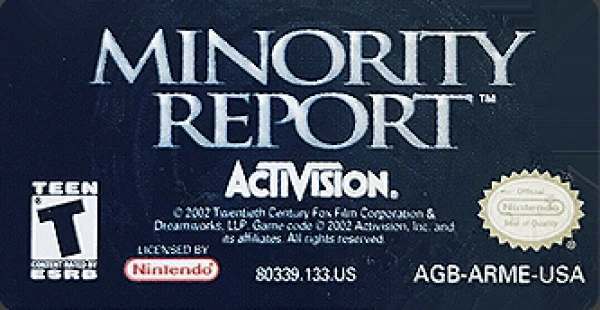 MINORITY
REPORT™
ACTIVISION®
TEEN
T
®
CONTENT RATED BY
ESRB
© 2002 Twentieth Century Fox Film Corporation &
Dreamworks, LLP. Game code © 2002 Activision, Inc. and
its affiliates. All rights reserved.
LICENSED BY
Nintendo®
80339.133.US
Official
Nintendo
Seal of Quality
®
AGB-ARME-USA